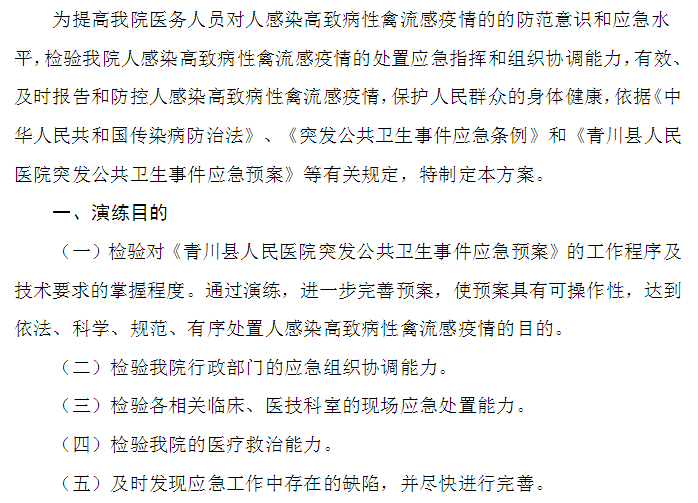 为提高我院医务人员对人感染高致病性禽流感疫情的的防范意识和应急水
平，检验我院人感染高致病性禽流感疫情的处置应急指挥和组织协调能力，有效、
及时报告和防控人感染高致病性禽流感疫情，保护人民群众的身体健康，依据《中
华人民共和国传染病防治法》、《突发公共卫生事件应急条例》和《青川县人民
医院突发公共卫生事件应急预案》等有关规定，特制定本方案。
一、演练目的
（一）检验对《青川县人民医院突发公共卫生事件应急预案》的工作程序及
技术要求的掌握程度。通过演练，进一步完善预案，使预案具有可操作性，达到
依法、科学、规范、有序处置人感染高致病性禽流感疫情的目的。
（二）检验我院行政部门的应急组织协调能力。
（三）检验各相关临床、医技科室的现场应急处置能力。
（四）检验我院的医疗救治能力。
（五）及时发现应急工作中存在的缺陷，并尽快进行完善。